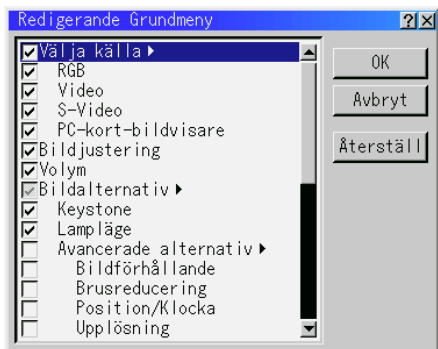 Redigerande Grundmeny
Välja källa
RGB
Video
S-Video
PC-kort-bildvisare
Bildjustering
Volym
Bildalternativ
Keystone
Lampläge
Avancerade alternativ
Bildförhållande
Brusreducering
Position/Klocka
Upplösning
OK
Avbryt
Återställ